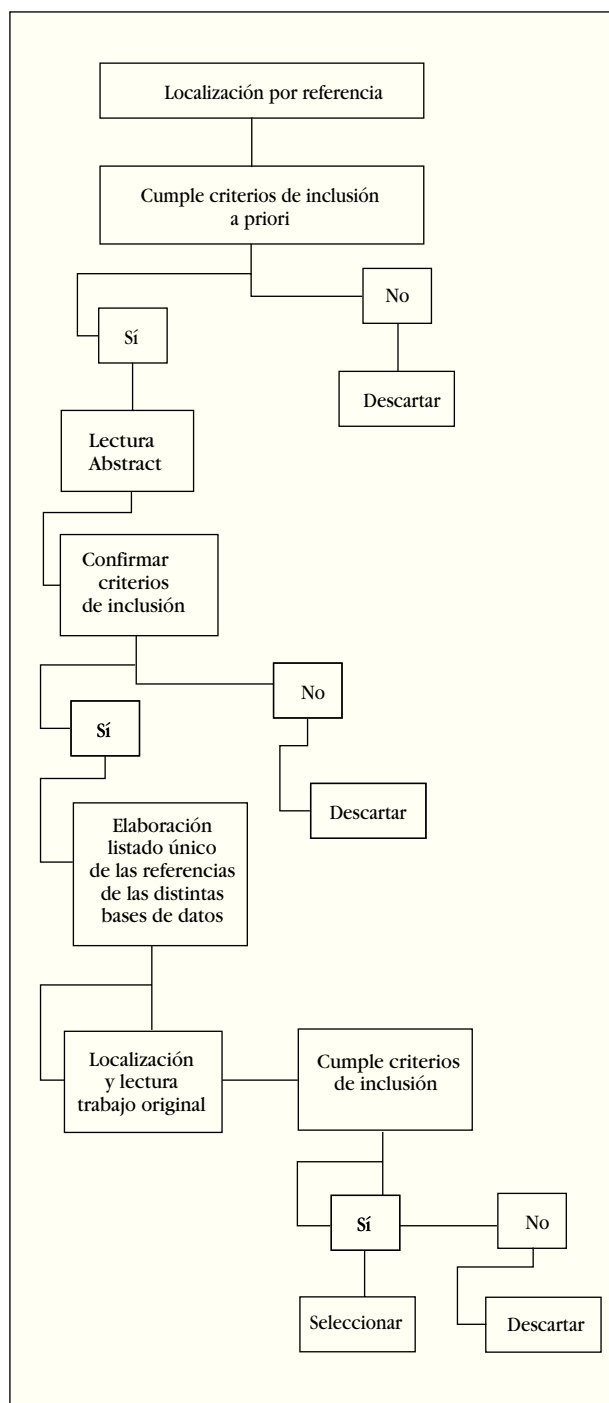 Localización por referencia
Cumple criterios de inclusión
a priori
No
Sí
Descartar
Lectura
Abstract
Confirmar
criterios
de inclusión
No
Sí
Descartar
Elaboración
listado único
de las referencias
de las distintas
bases de datos
Localización
y lectura
trabajo original
Cumple criterios
de inclusión
Sí
No
Seleccionar
Descartar